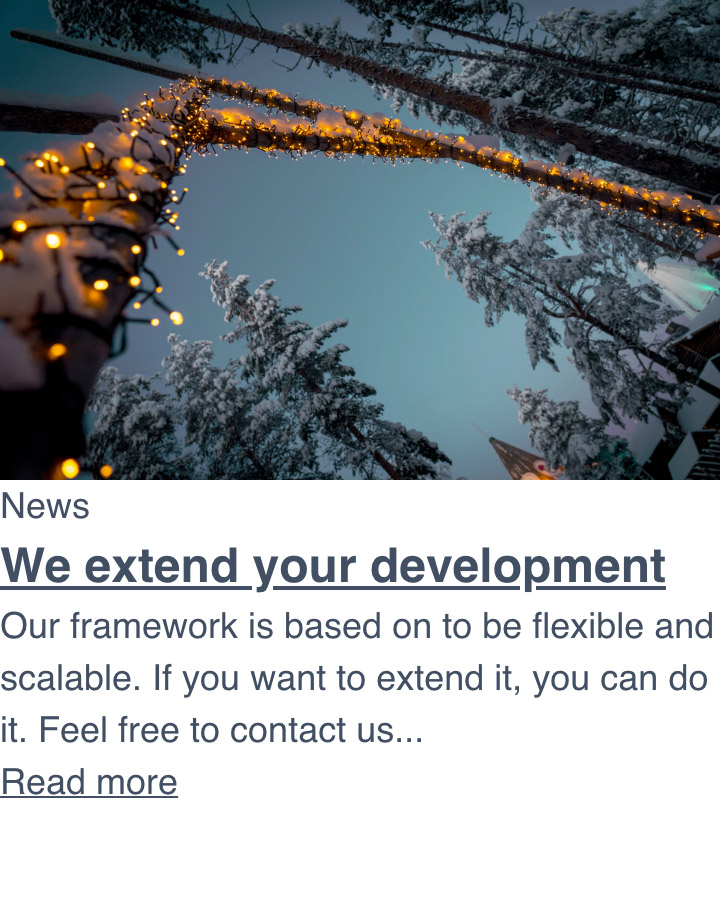 News
We extend your development
Our framework is based on to be flexible and
scalable. If you want to extend it, you can do
it. Feel free to contact us...
Read more